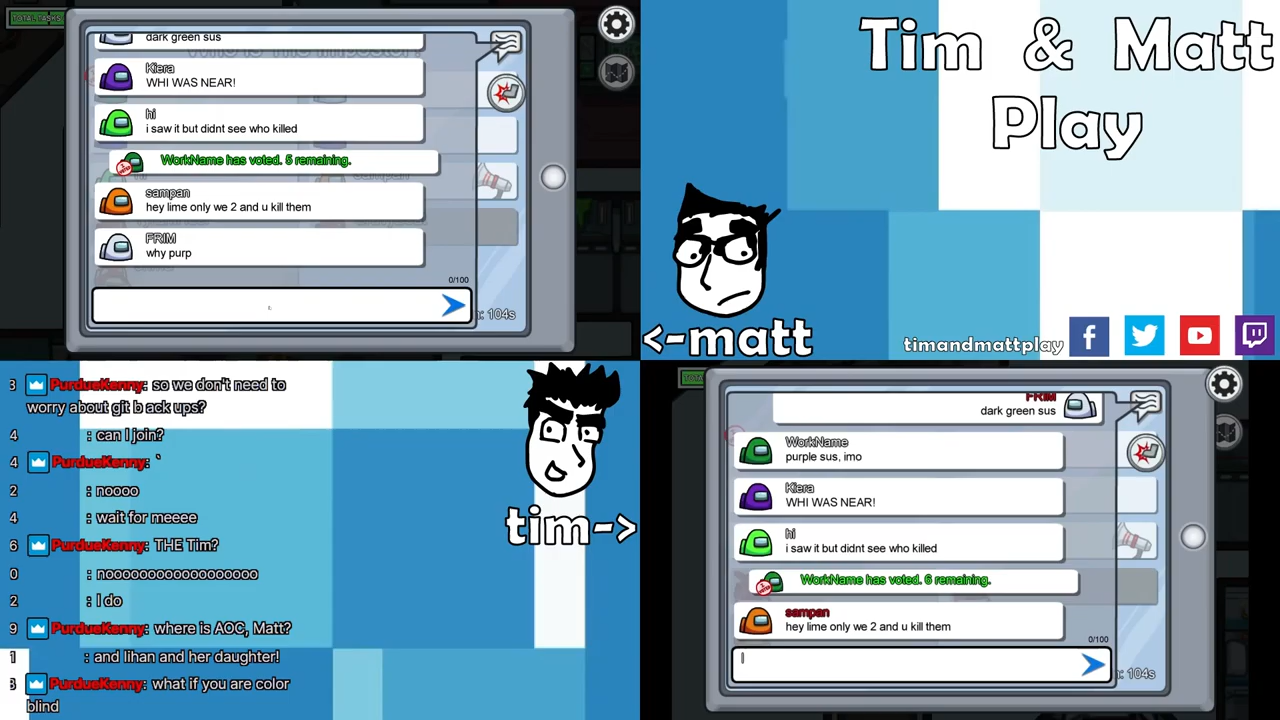 TOTAL TASKS
dark green sus
Kiera
WHI WAS NEAR!
hi
i saw it but didnt see who killed
WorkName has voted. 5 remaining.
sampan
hey lime only we 2 and u kill them
FRIM
why purp
0/100
: 104s
Tim & Matt
Play
<-matt
timandmattplay
3 PurdueKenny: so we don't need to
worry about git b ack ups?
4 : can I join?
4 PurdueKenny: `
2 : noooo
4 : wait for meeee
6 PurdueKenny: THE Tim?
0 : nooooooooooooooooo
2 : I do
9 PurdueKenny: where is AOC, Matt?
1 : and lihan and her daughter!
3 PurdueKenny: what if you are color
blind
tim->
TOTAL
FRIM
dark green sus
WorkName
purple sus, imo
Kiera
WHI WAS NEAR!
hi
i saw it but didnt see who killed
WorkName has voted. 6 remaining.
sampan
hey lime only we 2 and u kill them
0/100
: 104s